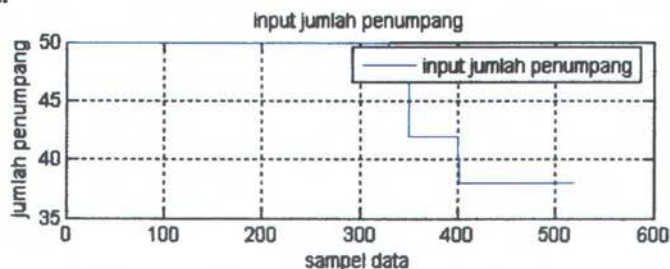 input jumlah penumpang
50
45
40
35
jumlah penumpang
input jumlah penumpang
0 100 200 300 400 500 600
sampel data